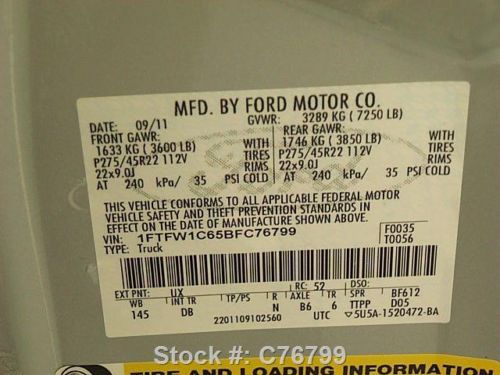 MFD. BY FORD MOTOR CO.
DATE: 09/11 GVWR: 3289 KG ( 7250 LB)
FRONT GAWR: REAR GAWR:
1633 KG ( 3600 LB) WITH 1746 KG ( 3850 LB) WITH
P275/45R22 112V TIRES P275/45R22 112V TIRES
22x9.0J RIMS 22x9.0J RIMS
AT 240 kPa/ 35 PSI COLD AT 240 kPa/ 35 PSI COLD
THIS VEHICLE CONFORMS TO ALL APPLICABLE FEDERAL MOTOR
VEHICLE SAFETY AND THEFT PREVENTION STANDARDS IN
EFFECT ON THE DATE OF MANUFACTURE SHOWN ABOVE.
VIN: 1FTFW1C65BFC76799 F0035
TYPE: Truck T0056
EXT PNT: UX RC: 52 DSO:
WB INT TR TP/PS R AXLE TR SPR BF612
145 DB N B6 6 TTPP D05
2201109102560 UTC ▽5U5A-1520472-BA
Stock #: C76799
TIRE AND LOADING INFORMATION